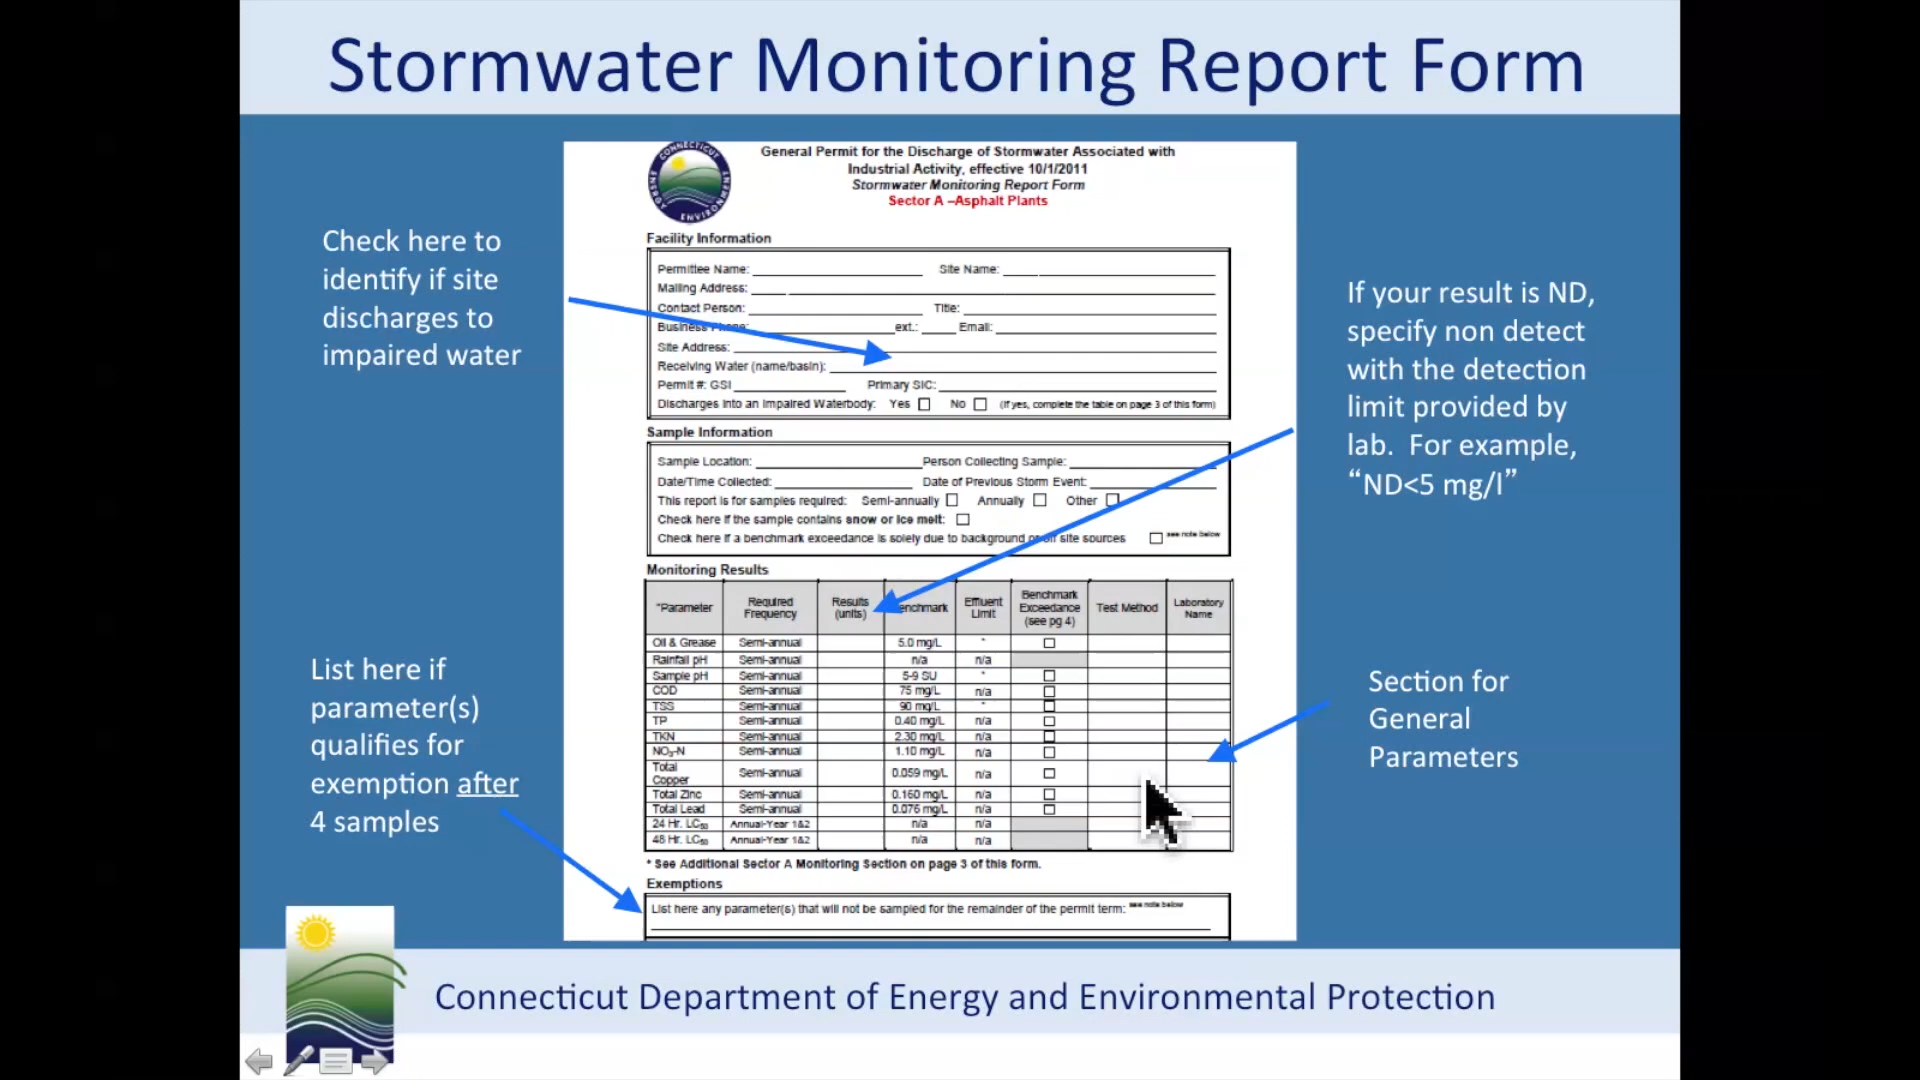 Stormwater Monitoring Report Form
CONNECTICUT
ENERGY
ENVIRONMENT
General Permit for the Discharge of Stormwater Associated with
Industrial Activity, effective 10/1/2011
Stormwater Monitoring Report Form
Sector A –Asphalt Plants
Check here to
identify if site
discharges to
impaired water
Facility Information
Permittee Name: Site Name:
Mailing Address:
Contact Person: Title:
Business Phone: ext.: Email:
Site Address:
Receiving Water (name/basin):
Permit #: GSI Primary SIC:
Discharges into an Impaired Waterbody: Yes No (if yes, complete the table on page 3 of this form)
If your result is ND,
specify non detect
with the detection
limit provided by
lab. For example,
“ND<5 mg/l”
Sample Information
Sample Location: Person Collecting Sample:
Date/Time Collected: Date of Previous Storm Event:
This report is for samples required: Semi-annually Annually Other
Check here if the sample contains snow or ice melt:
Check here if a benchmark exceedance is solely due to background or off site sources see note below
Monitoring Results
*Parameter Required Frequency Results (units) Benchmark Effluent Limit Benchmark Exceedance (see pg 4) Test Method Laboratory Name
Oil & Grease Semi-annual 5.0 mg/L *
Rainfall pH Semi-annual n/a n/a
Sample pH Semi-annual 5-9 SU *
COD Semi-annual 75 mg/L n/a
TSS Semi-annual 90 mg/L *
TP Semi-annual 0.40 mg/L n/a
TKN Semi-annual 2.30 mg/L n/a
NO₃-N Semi-annual 1.10 mg/L n/a
Total Copper Semi-annual 0.059 mg/L n/a
Total Zinc Semi-annual 0.160 mg/L n/a
Total Lead Semi-annual 0.076 mg/L n/a
24 Hr. LC₅₀ Annual-Year 1&2 n/a n/a
48 Hr. LC₅₀ Annual-Year 1&2 n/a n/a
* See Additional Sector A Monitoring Section on page 3 of this form.
List here if
parameter(s)
qualifies for
exemption after
4 samples
Section for
General
Parameters
Exemptions
List here any parameter(s) that will not be sampled for the remainder of the permit term: see note below
Connecticut Department of Energy and Environmental Protection